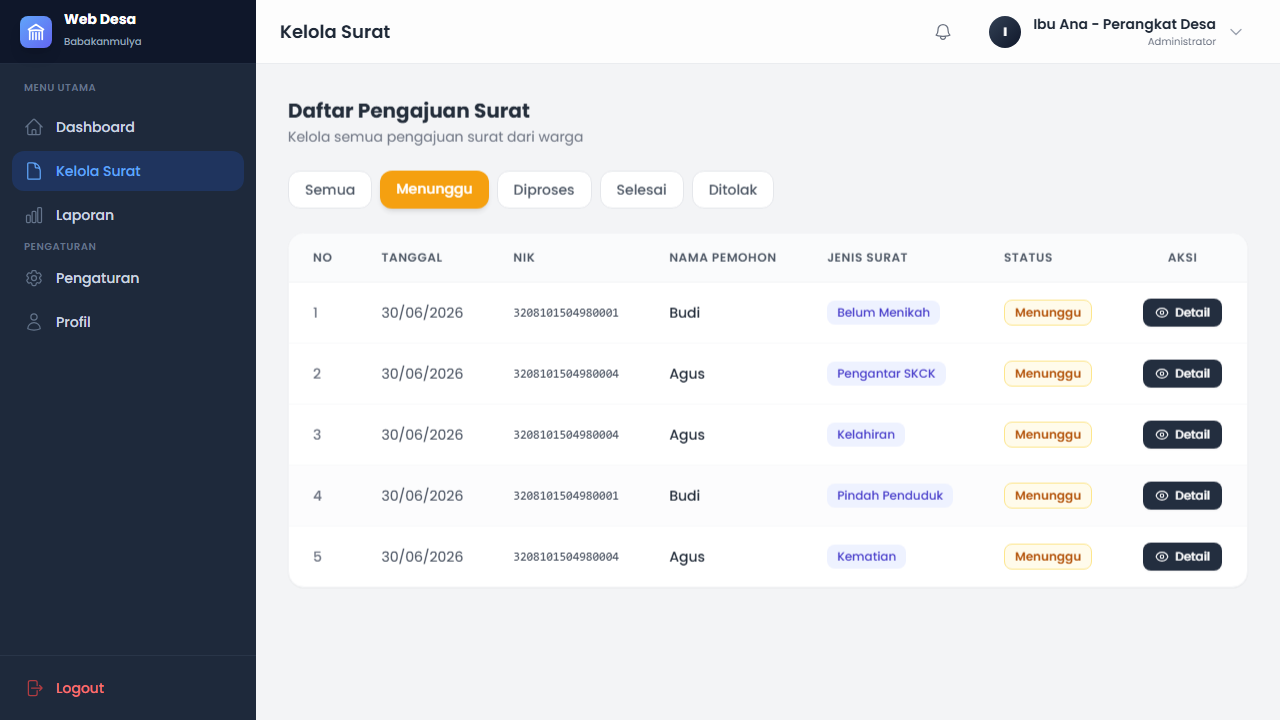 Web Desa
Babakanmulya
MENU UTAMA
Dashboard
Kelola Surat
Laporan
PENGATURAN
Pengaturan
Profil
Logout
Kelola Surat
I
Ibu Ana - Perangkat Desa
Administrator
Daftar Pengajuan Surat
Kelola semua pengajuan surat dari warga
Semua Menunggu Diproses Selesai Ditolak
NO TANGGAL NIK NAMA PEMOHON JENIS SURAT STATUS AKSI
1 30/06/2026 3208101504980001 Budi Belum Menikah Menunggu Detail
2 30/06/2026 3208101504980004 Agus Pengantar SKCK Menunggu Detail
3 30/06/2026 3208101504980004 Agus Kelahiran Menunggu Detail
4 30/06/2026 3208101504980001 Budi Pindah Penduduk Menunggu Detail
5 30/06/2026 3208101504980004 Agus Kematian Menunggu Detail